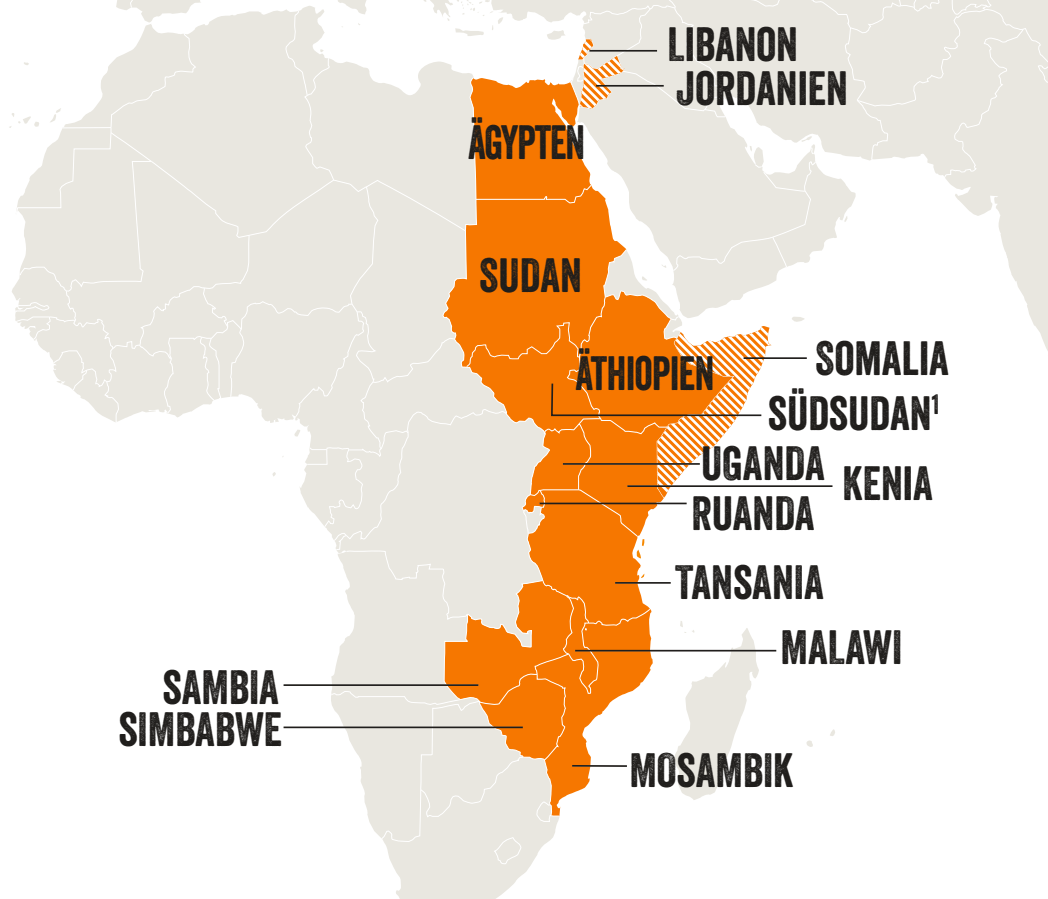 LIBANON
JORDANIEN
ÄGYPTEN
SUDAN
SOMALIA
ÄTHIOPIEN
SÜDSUDAN¹
UGANDA
KENIA
RUANDA
TANSANIA
MALAWI
SAMBIA
SIMBABWE
MOSAMBIK